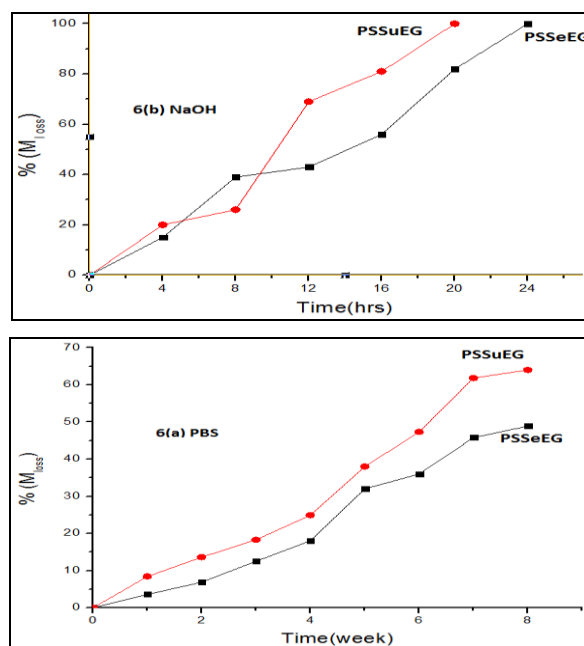 100
PSSuEG
PSSeEG
80
6(b) NaOH
60
40
20
0
% (M loss)
0 4 8 12 16 20 24
Time(hrs)
70
PSSuEG
60
6(a) PBS
50
PSSeEG
40
30
20
10
0
% (Mloss)
0 2 4 6 8
Time(week)